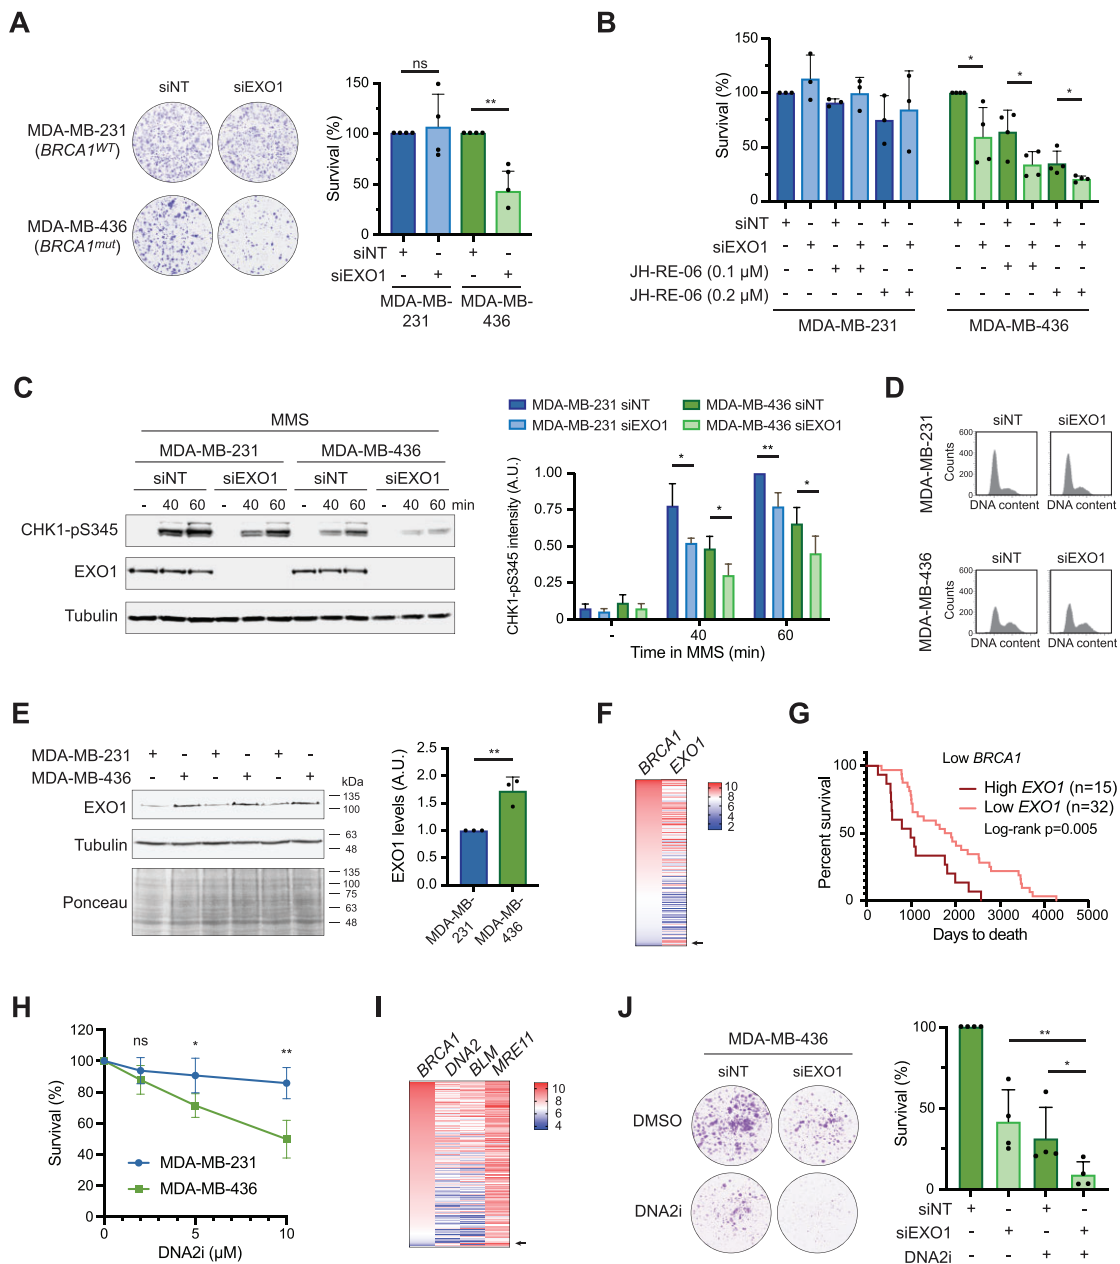 A
siNT siEXO1
MDA-MB-231
(BRCA1WT)
MDA-MB-436
(BRCA1mut)
Survival (%)
150
100
50
0
ns
**
siNT + - + -
siEXO1 - + - +
MDA-MB-231 MDA-MB-436
B
Survival (%)
150
100
50
0
* * *
siNT + - + - + - + - + - + -
siEXO1 - + - + - + - + - + - +
JH-RE-06 (0.1 µM) - - + + - - - - + + - -
JH-RE-06 (0.2 µM) - - - - + + - - - - + +
MDA-MB-231 MDA-MB-436
C
MMS
MDA-MB-231 MDA-MB-436
siNT siEXO1 siNT siEXO1
- 40 60 - 40 60 - 40 60 - 40 60 min
CHK1-pS345
EXO1
Tubulin
MDA-MB-231 siNT MDA-MB-436 siNT
MDA-MB-231 siEXO1 MDA-MB-436 siEXO1
CHK1-pS345 intensity (A.U.)
1.00
0.75
0.50
0.25
0
* * ** *
- 40 60
Time in MMS (min)
D
MDA-MB-231
siNT siEXO1
Counts
600
400
200
0
DNA content DNA content
MDA-MB-436
siNT siEXO1
Counts
600
400
200
0
DNA content DNA content
E
MDA-MB-231 + - + - + -
MDA-MB-436 - + - + - +
kDa
EXO1
135
100
Tubulin
63
48
Ponceau
135
100
75
63
48
EXO1 levels (A.U.)
2.5
2.0
1.5
1.0
0.5
0.0
**
MDA-MB-231
MDA-MB-436
F
BRCA1
EXO1
10
8
6
4
2
G
Low BRCA1
High EXO1 (n=15)
Low EXO1 (n=32)
Log-rank p=0.005
Percent survival
100
50
0
0 1000 2000 3000 4000 5000
Days to death
H
Survival (%)
120
100
80
60
40
20
0
ns * **
MDA-MB-231
MDA-MB-436
0 5 10
DNA2i (µM)
I
BRCA1
DNA2
BLM
MRE11
10
8
6
4
J
MDA-MB-436
siNT siEXO1
DMSO
DNA2i
Survival (%)
100
50
0
**
*
siNT + - + -
siEXO1 - + - +
DNA2i - - + +